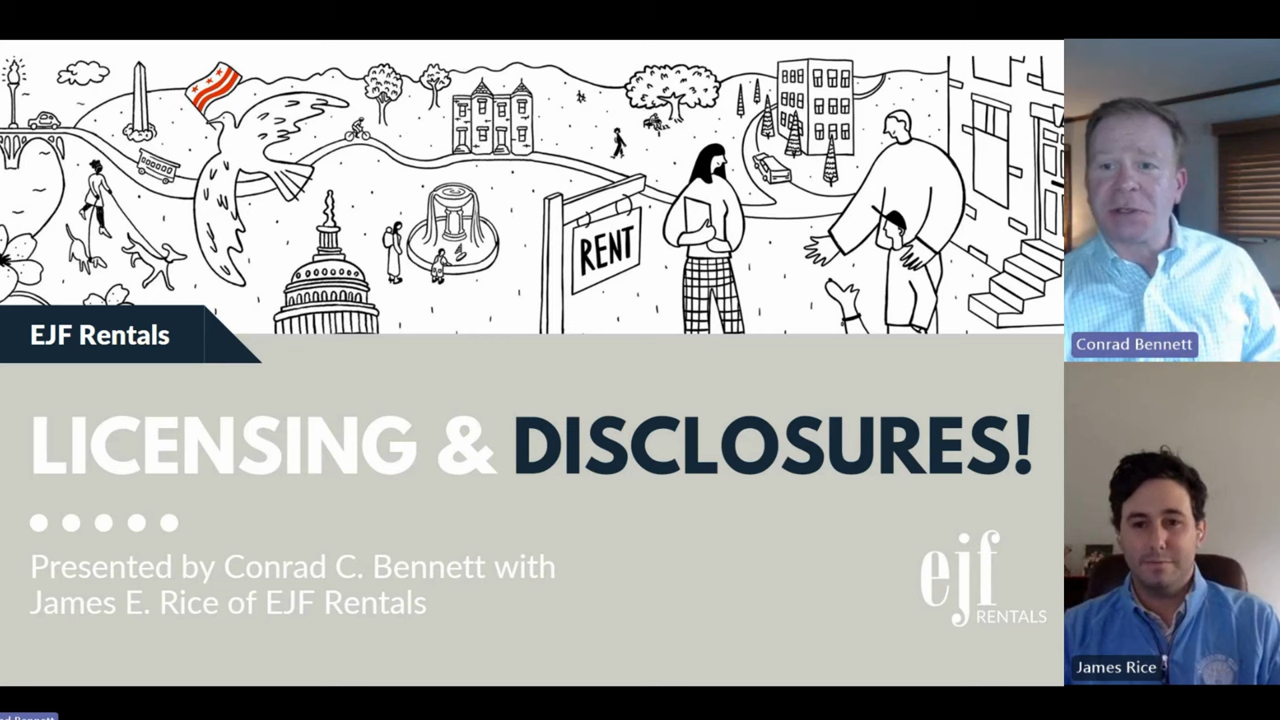 RENT
EJF Rentals
LICENSING & DISCLOSURES!
Presented by Conrad C. Bennett with
James E. Rice of EJF Rentals
ejf
RENTALS
Conrad Bennett
James Rice